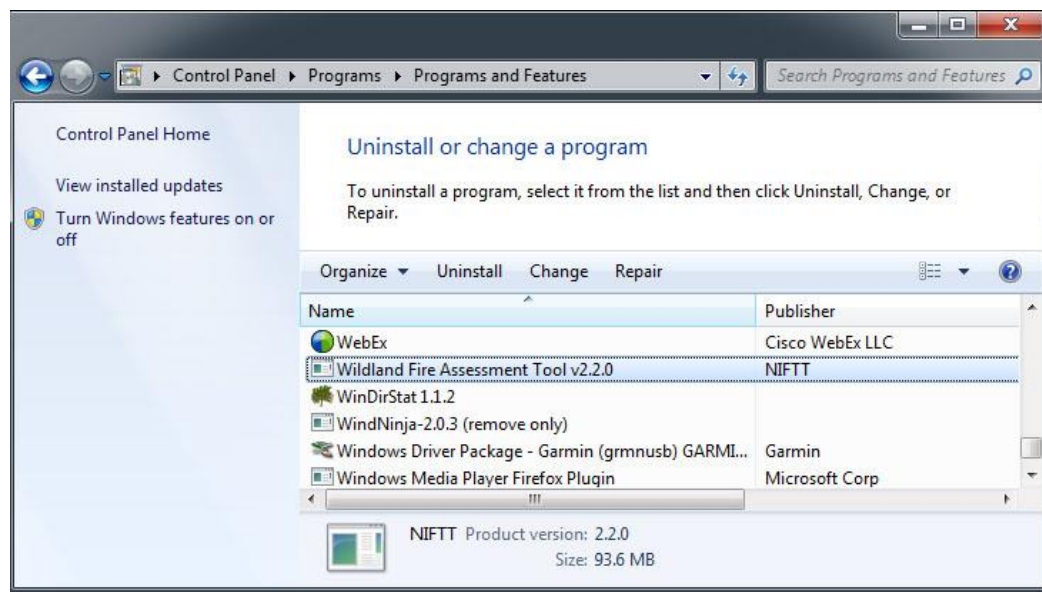 Control Panel Programs Programs and Features Search Programs and Features
Control Panel Home
View installed updates
Turn Windows features on or
off
Uninstall or change a program
To uninstall a program, select it from the list and then click Uninstall, Change, or
Repair.
Organize Uninstall Change Repair
Name Publisher
WebEx Cisco WebEx LLC
Wildland Fire Assessment Tool v2.2.0 NIFTT
WinDirStat 1.1.2
WindNinja-2.0.3 (remove only)
Windows Driver Package - Garmin (grmnusb) GARMI... Garmin
Windows Media Player Firefox Plugin Microsoft Corp
NIFTT Product version: 2.2.0
Size: 93.6 MB